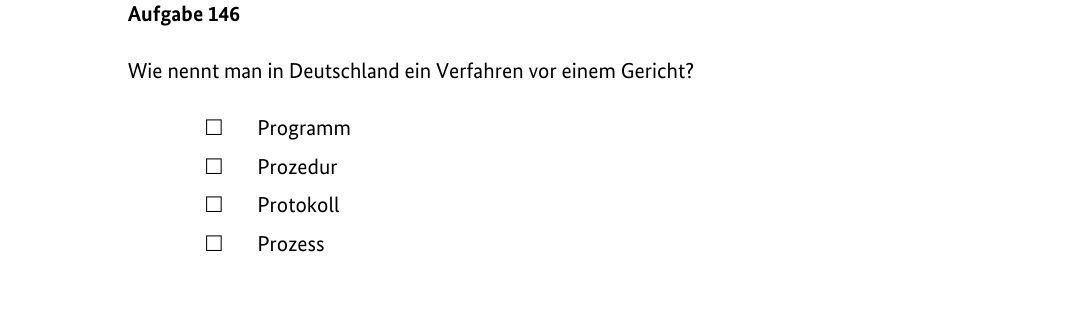 Aufgabe 146
Wie nennt man in Deutschland ein Verfahren vor einem Gericht?
☐ Programm
☐ Prozedur
☐ Protokoll
☐ Prozess